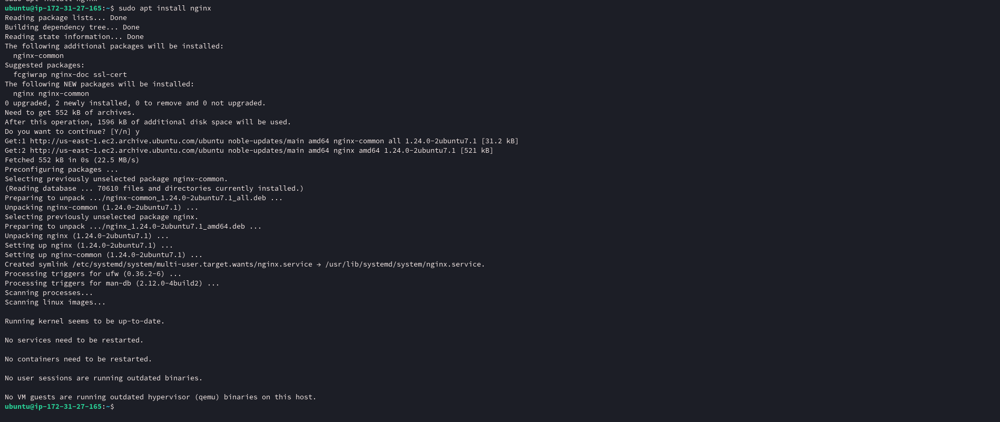 sudo apt install nginx
ubuntu@ip-172-31-27-165:~$ sudo apt install nginx
Reading package lists... Done
Building dependency tree... Done
Reading state information... Done
The following additional packages will be installed:
  nginx-common
Suggested packages:
  fcgiwrap nginx-doc ssl-cert
The following NEW packages will be installed:
  nginx nginx-common
0 upgraded, 2 newly installed, 0 to remove and 0 not upgraded.
Need to get 552 kB of archives.
After this operation, 1596 kB of additional disk space will be used.
Do you want to continue? [Y/n] y
Get:1 http://us-east-1.ec2.archive.ubuntu.com/ubuntu noble-updates/main amd64 nginx-common all 1.24.0-2ubuntu7.1 [31.2 kB]
Get:2 http://us-east-1.ec2.archive.ubuntu.com/ubuntu noble-updates/main amd64 nginx amd64 1.24.0-2ubuntu7.1 [521 kB]
Fetched 552 kB in 0s (22.5 MB/s)
Preconfiguring packages ...
Selecting previously unselected package nginx-common.
(Reading database ... 70610 files and directories currently installed.)
Preparing to unpack .../nginx-common_1.24.0-2ubuntu7.1_all.deb ...
Unpacking nginx-common (1.24.0-2ubuntu7.1) ...
Selecting previously unselected package nginx.
Preparing to unpack .../nginx_1.24.0-2ubuntu7.1_amd64.deb ...
Unpacking nginx (1.24.0-2ubuntu7.1) ...
Setting up nginx (1.24.0-2ubuntu7.1) ...
Setting up nginx-common (1.24.0-2ubuntu7.1) ...
Created symlink /etc/systemd/system/multi-user.target.wants/nginx.service → /usr/lib/systemd/system/nginx.service.
Processing triggers for ufw (0.36.2-6) ...
Processing triggers for man-db (2.12.0-4build2) ...
Scanning processes...
Scanning linux images...
Running kernel seems to be up-to-date.
No services need to be restarted.
No containers need to be restarted.
No user sessions are running outdated binaries.
No VM guests are running outdated hypervisor (qemu) binaries on this host.
ubuntu@ip-172-31-27-165:~$